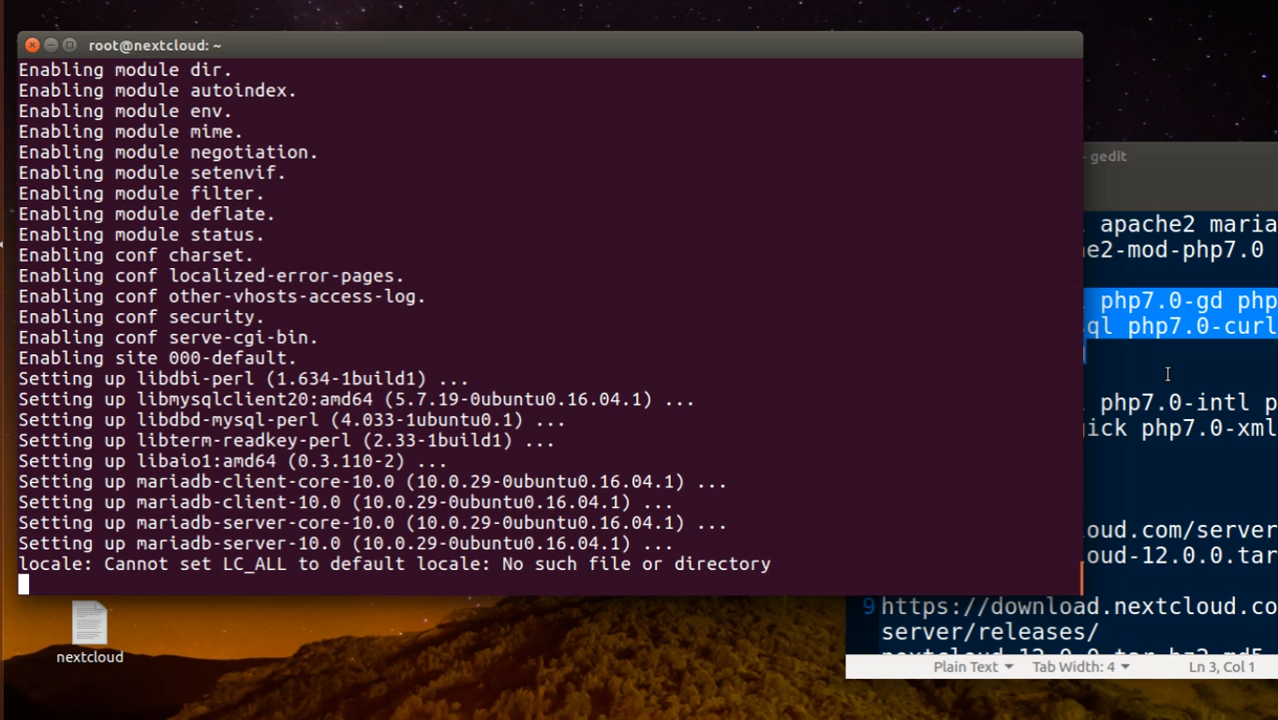 root@nextcloud: ~
Enabling module dir.
Enabling module autoindex.
Enabling module env.
Enabling module mime.
Enabling module negotiation.
Enabling module setenvif.
Enabling module filter.
Enabling module deflate.
Enabling module status.
Enabling conf charset.
Enabling conf localized-error-pages.
Enabling conf other-vhosts-access-log.
Enabling conf security.
Enabling conf serve-cgi-bin.
Enabling site 000-default.
Setting up libdbi-perl (1.634-1build1) ...
Setting up libmysqlclient20:amd64 (5.7.19-0ubuntu0.16.04.1) ...
Setting up libdbd-mysql-perl (4.033-1ubuntu0.1) ...
Setting up libterm-readkey-perl (2.33-1build1) ...
Setting up libaio1:amd64 (0.3.110-2) ...
Setting up mariadb-client-core-10.0 (10.0.29-0ubuntu0.16.04.1) ...
Setting up mariadb-client-10.0 (10.0.29-0ubuntu0.16.04.1) ...
Setting up mariadb-server-core-10.0 (10.0.29-0ubuntu0.16.04.1) ...
Setting up mariadb-server-10.0 (10.0.29-0ubuntu0.16.04.1) ...
locale: Cannot set LC_ALL to default locale: No such file or directory
nextcloud
- gedit
apache2 maria
e2-mod-php7.0
php7.0-gd php
ql php7.0-curl
php7.0-intl p
ick php7.0-xml
oud.com/server
oud-12.0.0.tar
9 https://download.nextcloud.co
server/releases/
nextcloud-12.0.0.tar.bz2.md5
Plain Text Tab Width: 4 Ln 3, Col 1